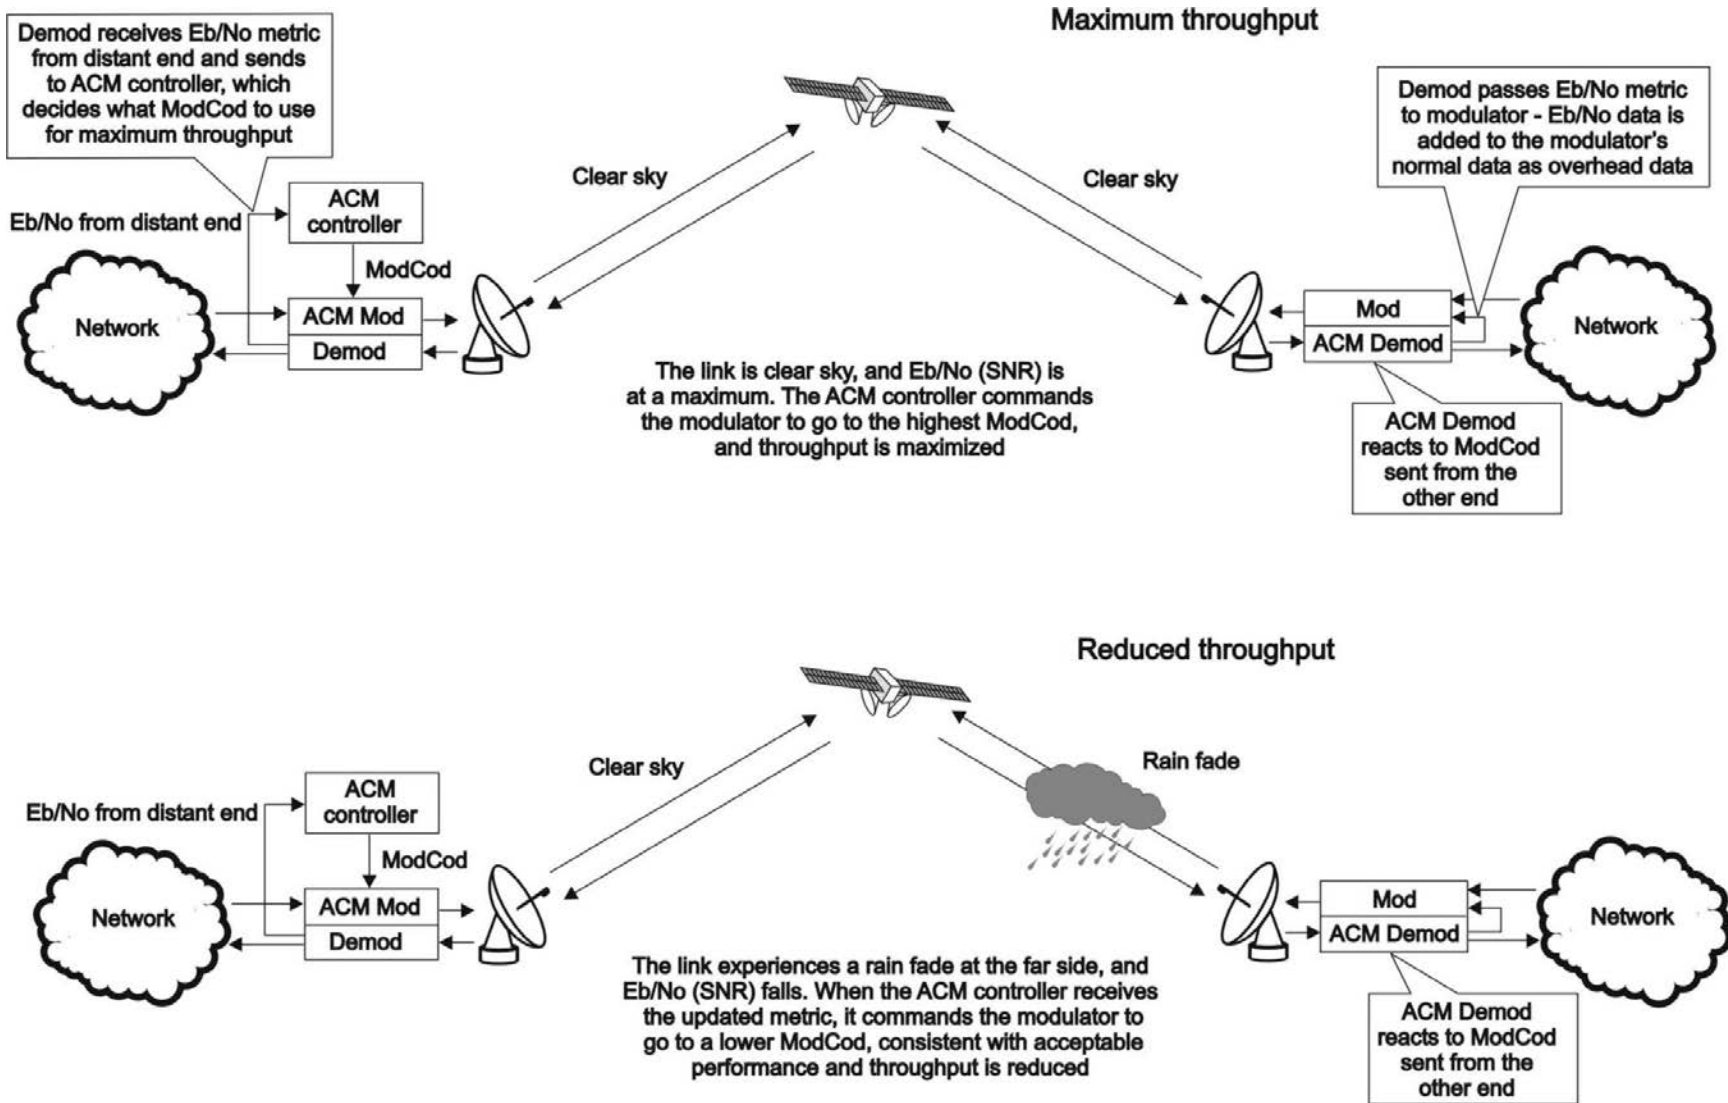 Maximum throughput
Demod receives Eb/No metric
from distant end and sends
to ACM controller, which
decides what ModCod to use
for maximum throughput
Demod passes Eb/No metric
to modulator - Eb/No data is
added to the modulator's
normal data as overhead data
Clear sky
Clear sky
ACM
controller
Eb/No from distant end
ModCod
Network
ACM Mod
Demod
Mod
ACM Demod
Network
The link is clear sky, and Eb/No (SNR) is
at a maximum. The ACM controller commands
the modulator to go to the highest ModCod,
and throughput is maximized
ACM Demod
reacts to ModCod
sent from the
other end
Reduced throughput
Clear sky
Rain fade
ACM
controller
Eb/No from distant end
ModCod
Network
ACM Mod
Demod
Mod
ACM Demod
Network
The link experiences a rain fade at the far side, and
Eb/No (SNR) falls. When the ACM controller receives
the updated metric, it commands the modulator to
go to a lower ModCod, consistent with acceptable
performance and throughput is reduced
ACM Demod
reacts to ModCod
sent from the
other end